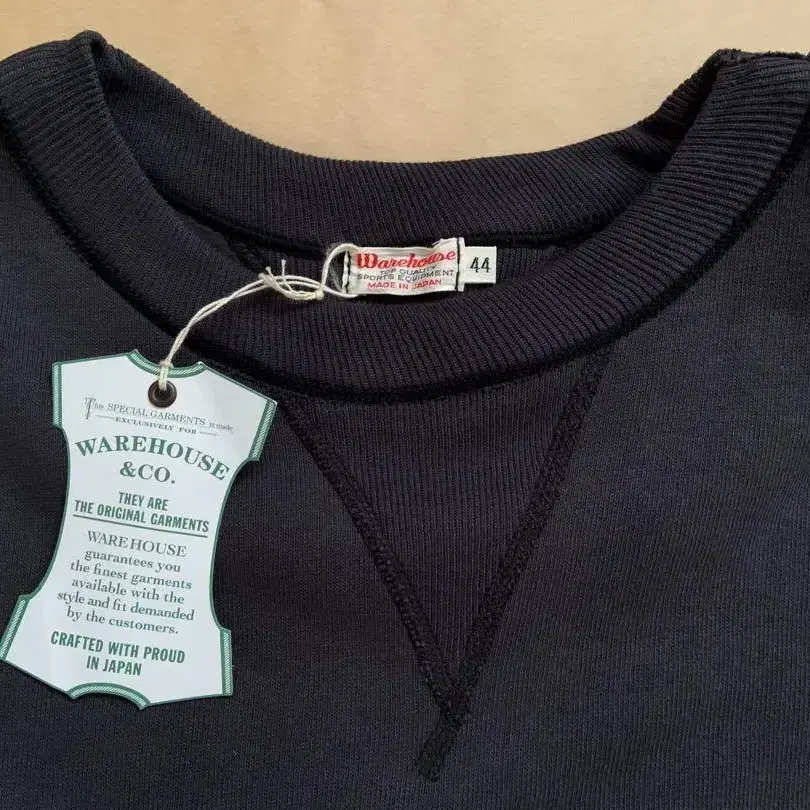 Warehouse
TOP QUALITY
SPORTS EQUIPMENT
MADE IN JAPAN
44
This SPECIAL GARMENTS is made
EXCLUSIVELY FOR
WAREHOUSE
&CO.
THEY ARE
THE ORIGINAL GARMENTS
WAREHOUSE
guarantees you
the finest garments
available with the
style and fit demanded
by the customers.
CRAFTED WITH PROUD
IN JAPAN